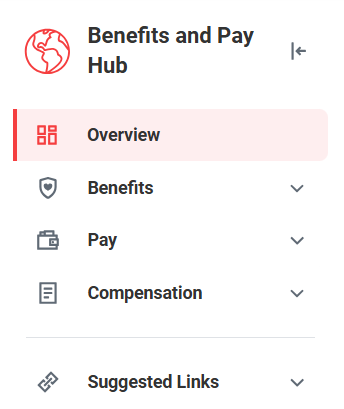 Benefits and Pay
Hub
Overview
Benefits
Pay
Compensation
Suggested Links